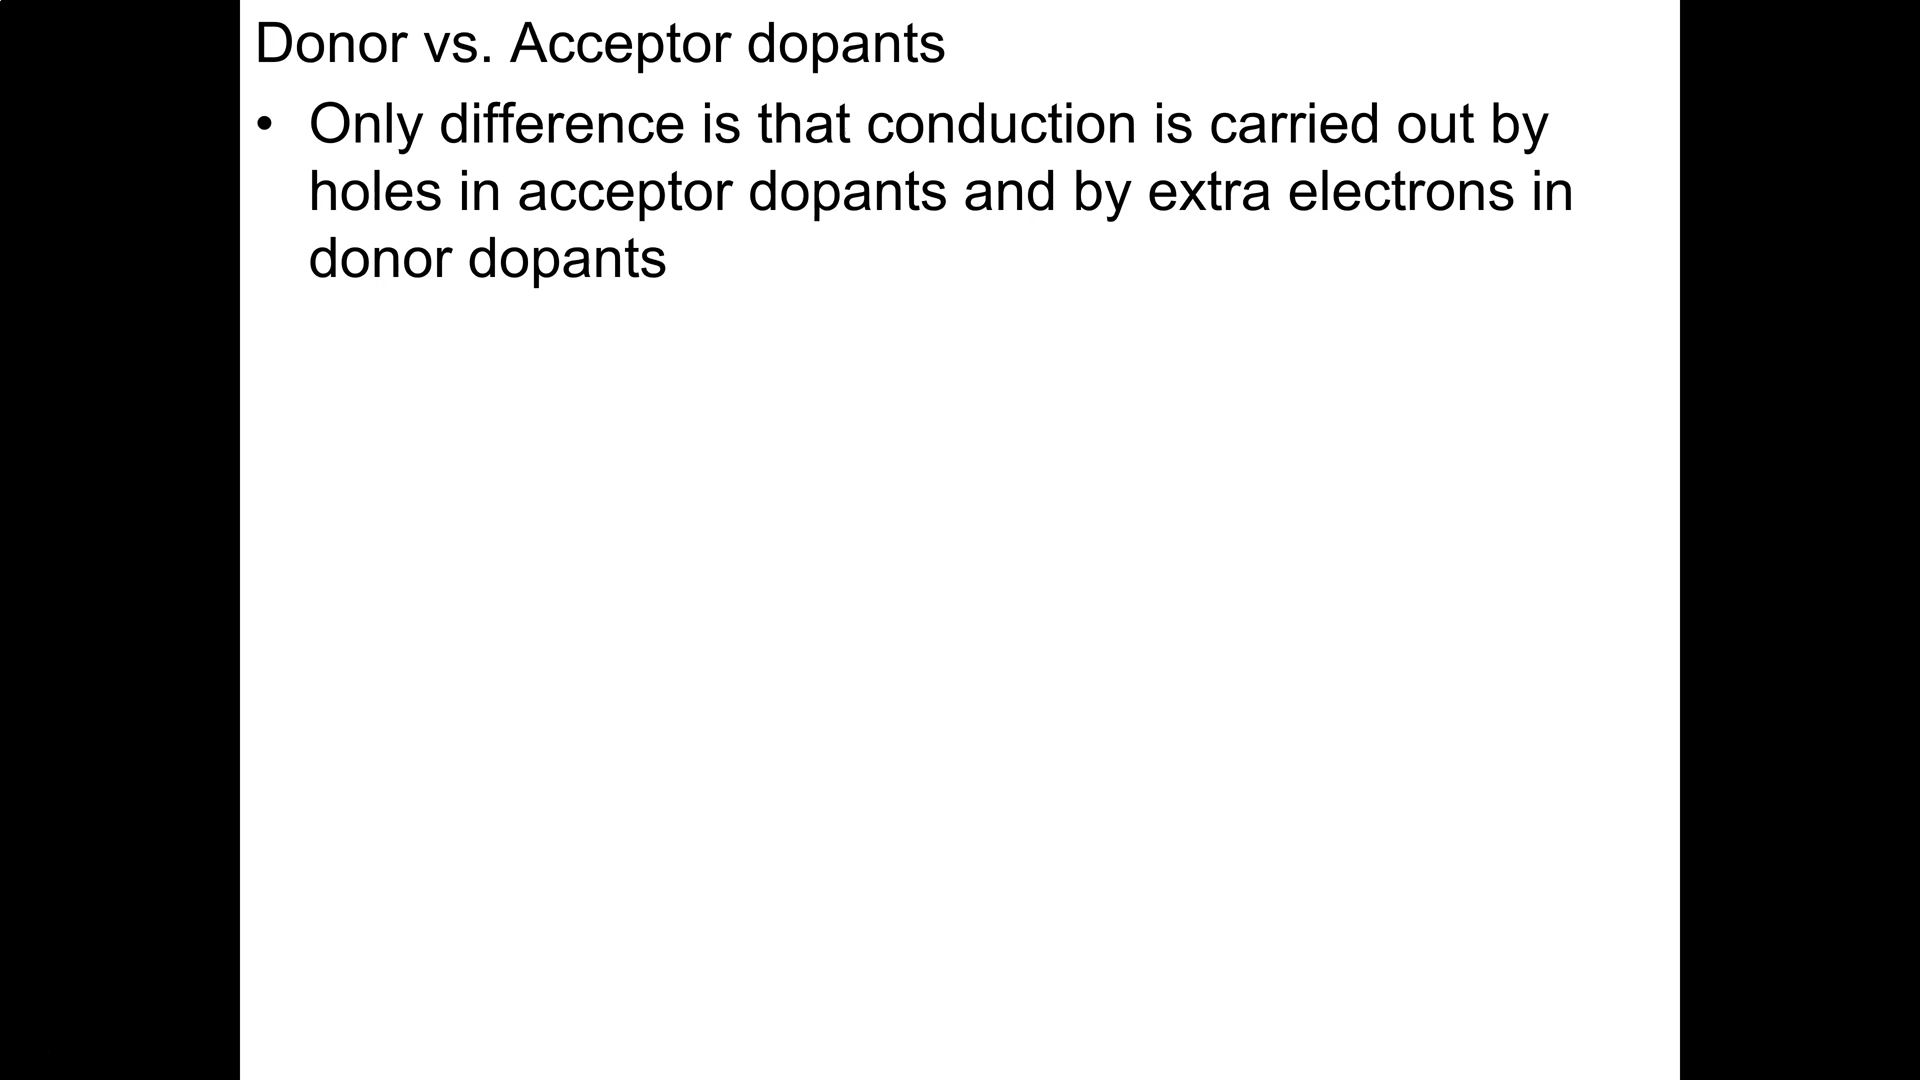 Donor vs. Acceptor dopants
• Only difference is that conduction is carried out by
holes in acceptor dopants and by extra electrons in
donor dopants